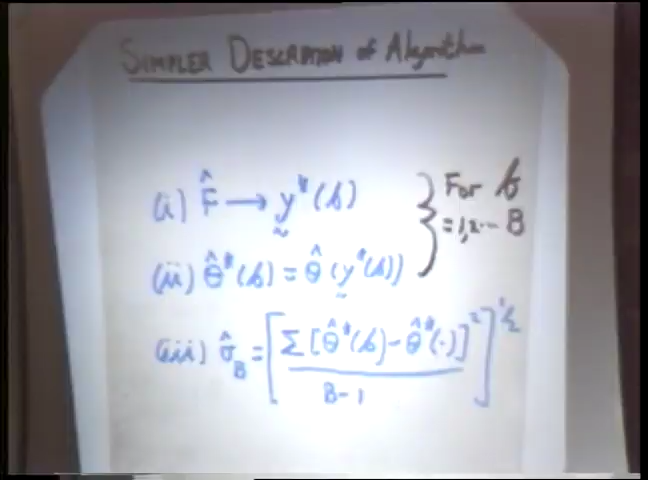 SIMPLER DESCRIPTION of Algorithm
(i) F̂ → y*(b)
(ii) θ̂*(b) = θ̂(y*(b))
} For b = 1,2...B
(iii) σ̂_B = [Σ[θ̂*(b) - θ̂*(·)]² / B-1]^½